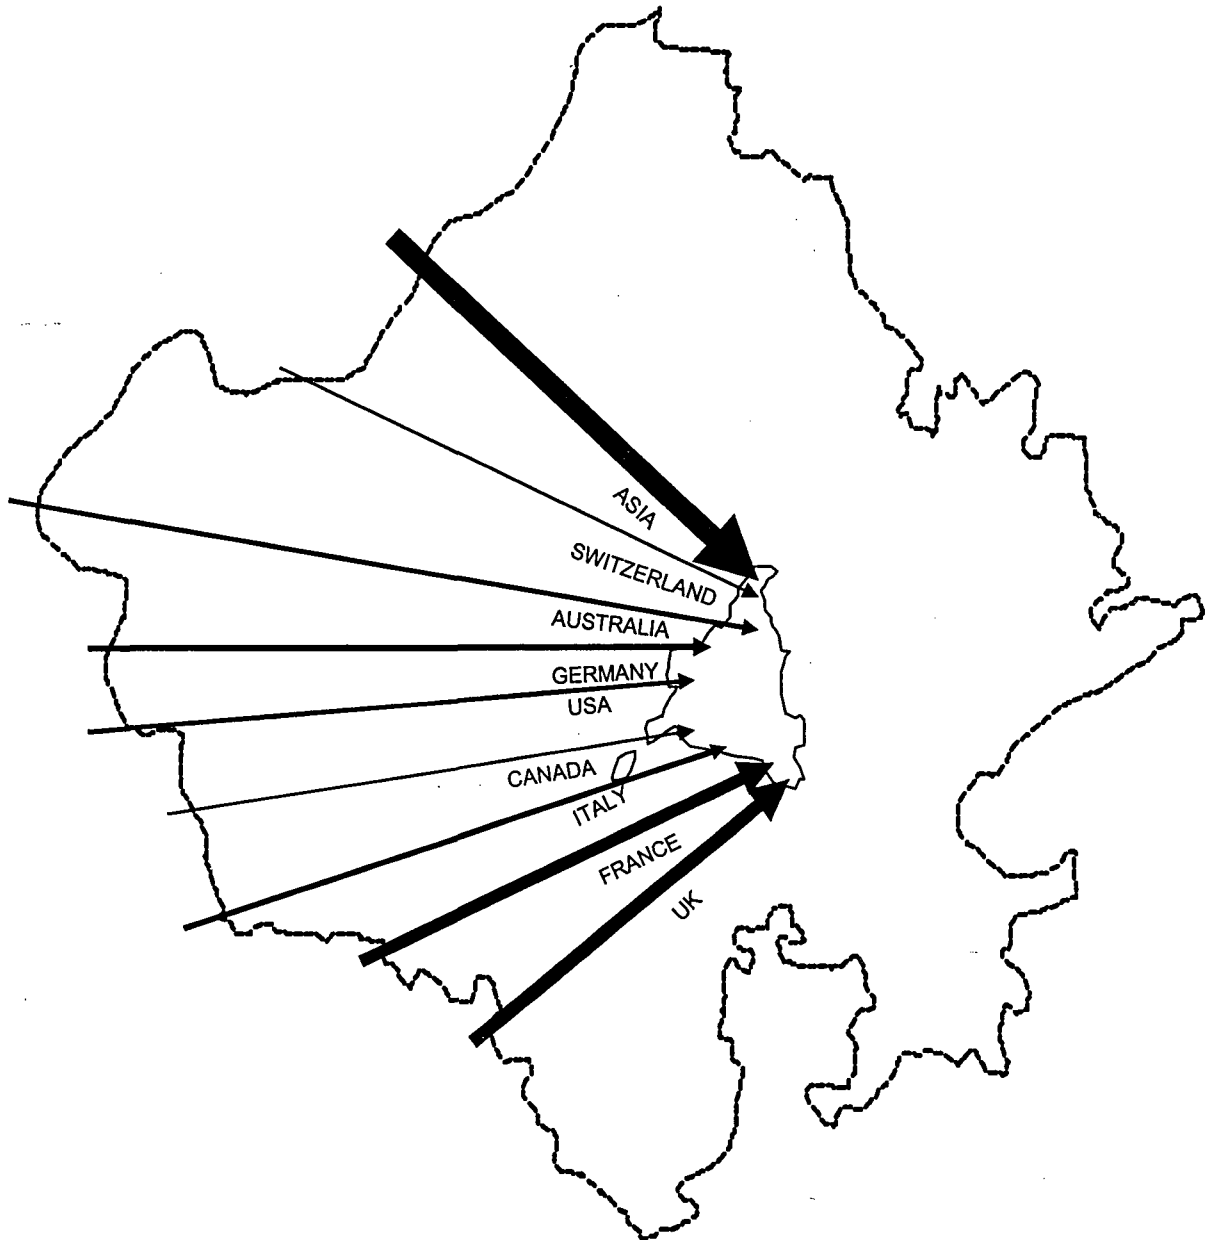 ASIA
SWITZERLAND
AUSTRALIA
GERMANY
USA
CANADA
ITALY
FRANCE
UK